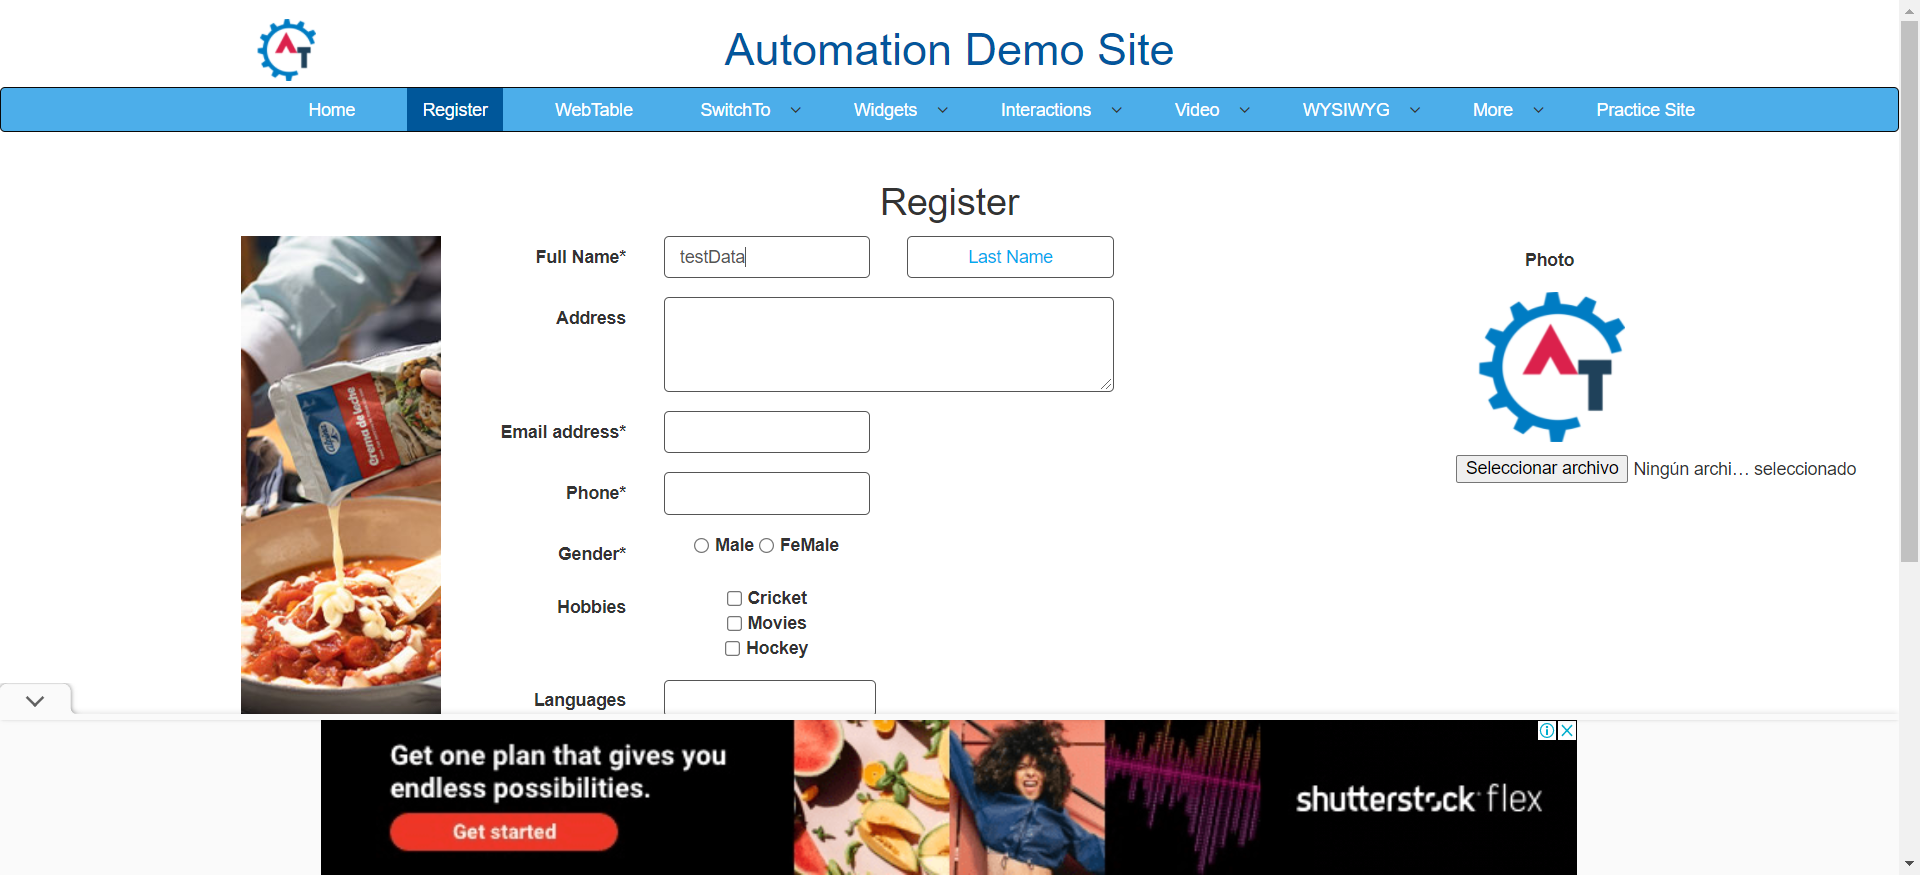 AT
Automation Demo Site
Home Register WebTable SwitchTo Widgets Interactions Video WYSIWYG More Practice Site
Register
Full Name* testData Last Name
Photo
Address
AT
Crema de leche
Email address*
Seleccionar archivo Ningún archi... seleccionado
Phone*
Gender* Male FeMale
Hobbies Cricket
Movies
Hockey
Languages
Get one plan that gives you
endless possibilities.
Get started
shutterstock flex